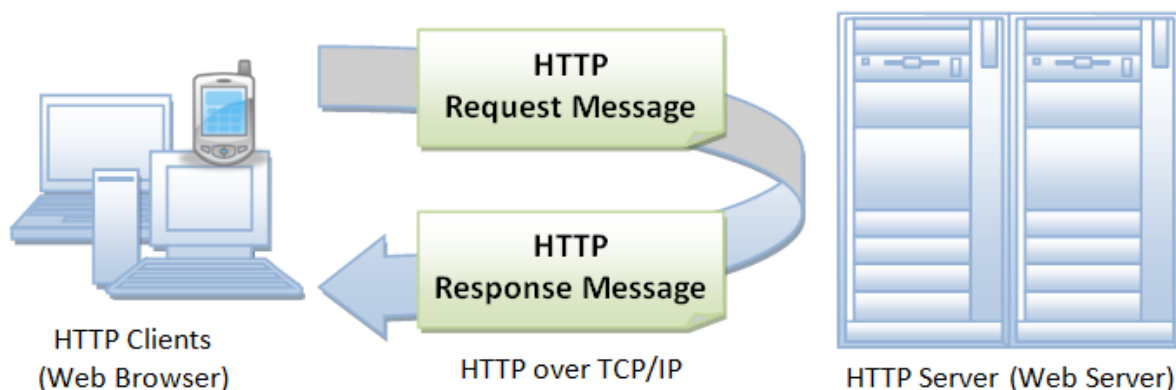 HTTP
Request Message
HTTP
Response Message
HTTP Clients
(Web Browser)
HTTP over TCP/IP
HTTP Server (Web Server)